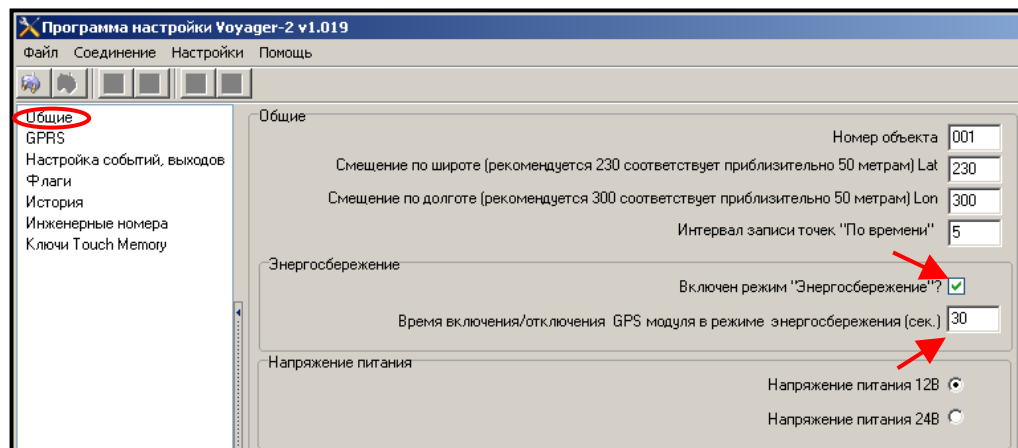 Программа настройки Voyager-2 v1.019
Файл Соединение Настройки Помощь
Общие
GPRS
Настройка событий, выходов
Флаги
История
Инженерные номера
Ключи Touch Memory
Общие
Номер объекта 001
Смещение по широте (рекомендуется 230 соответствует приблизительно 50 метрам) Lat 230
Смещение по долготе (рекомендуется 300 соответствует приблизительно 50 метрам) Lon 300
Интервал записи точек "По времени" 5
Энергосбережение
Включен режим "Энергосбережение"?
Время включения/отключения GPS модуля в режиме энергосбережения (сек.) 30
Напряжение питания
Напряжение питания 12В
Напряжение питания 24В